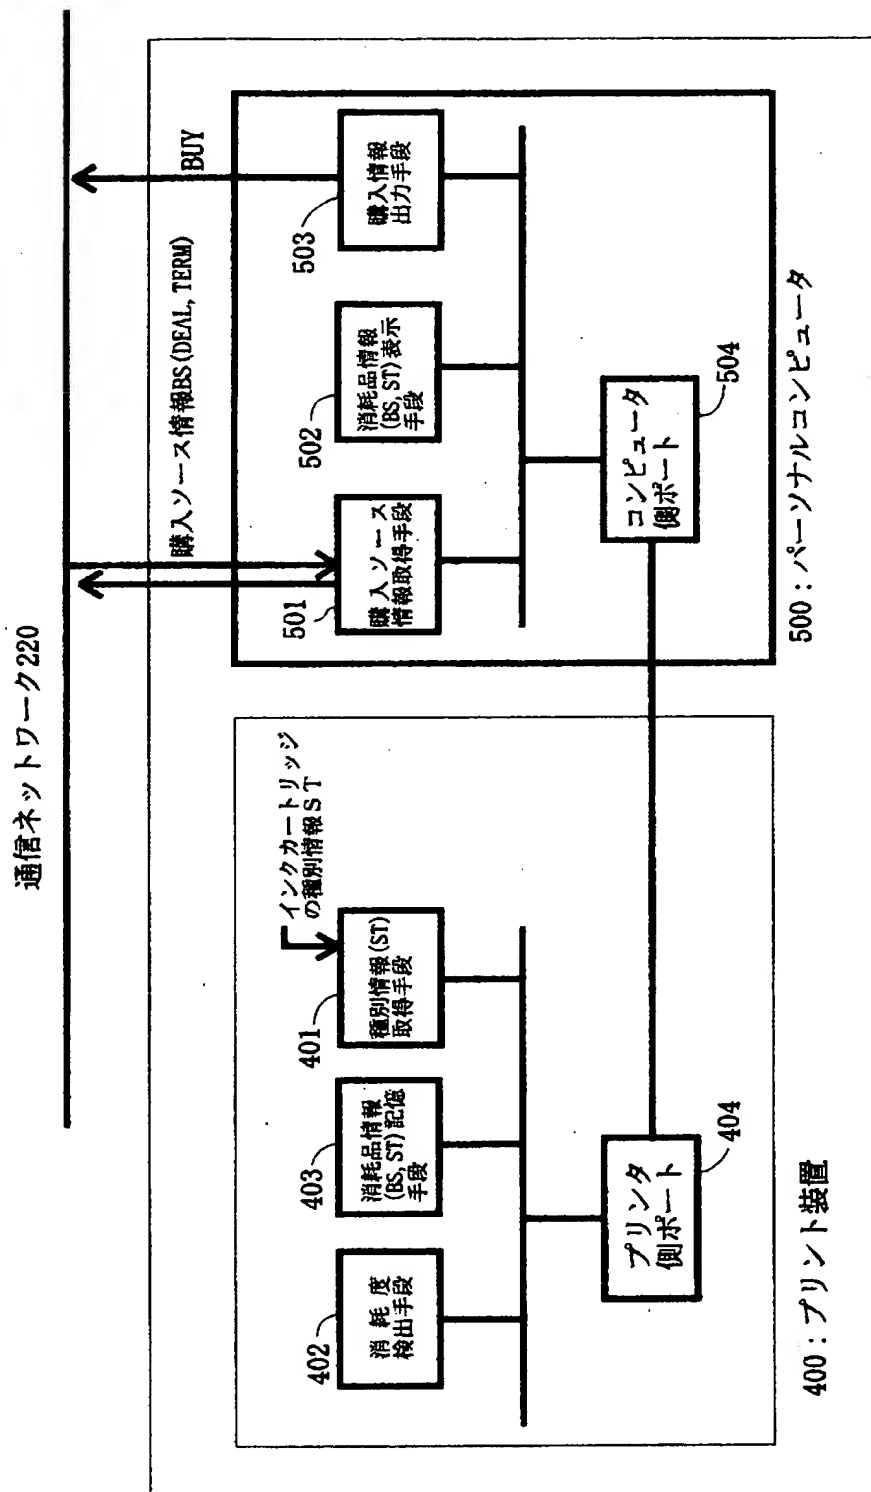 通信ネットワーク220
購入ソース情報BS(DEAL, TERM)
BUY
インクカートリッジ
の種別情報ST
402
消 耗 度
検出手段
403
消耗品情報
(BS, ST)記憶
手段
401
種別情報(ST)
取得手段
501
購入ソース
情報取得手段
502
消耗品情報
(BS, ST)表示
手段
503
購入情報
出力手段
プリンタ
側ポート
404
コンピュータ
側ポート
504
400：プリント装置
500：パーソナルコンピュータ